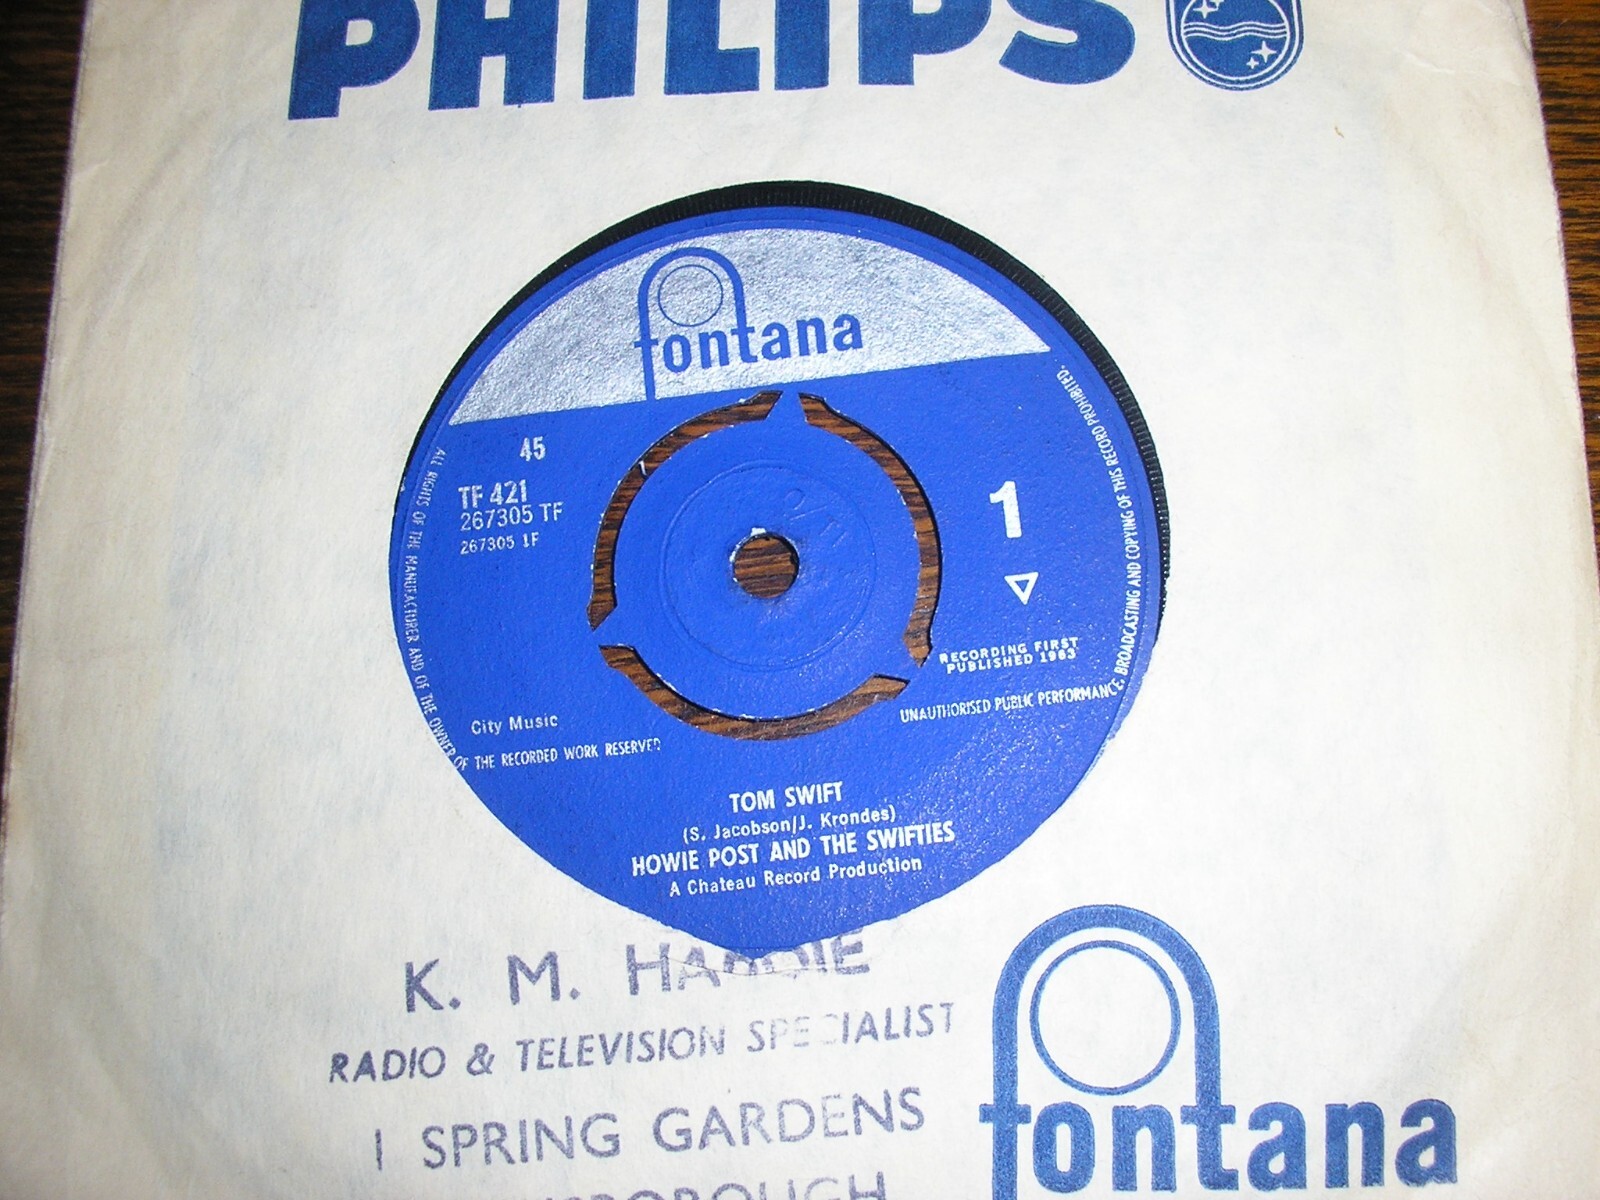 PHILIPS
fontana
45
TF 421
267305 TF
267305 1F
1
RECORDING FIRST
PUBLISHED 1963
City Music
ALL RIGHTS OF THE MANUFACTURER AND OF THE OWNER OF THE RECORDED WORK RESERVED
UNAUTHORISED PUBLIC PERFORMANCE, BROADCASTING AND COPYING OF THIS RECORD PROHIBITED.
TOM SWIFT
(S. Jacobson/J. Krondes)
HOWIE POST AND THE SWIFTIES
A Chateau Record Production
K. M. HADDIE
RADIO & TELEVISION SPECIALIST
1 SPRING GARDENS
fontana